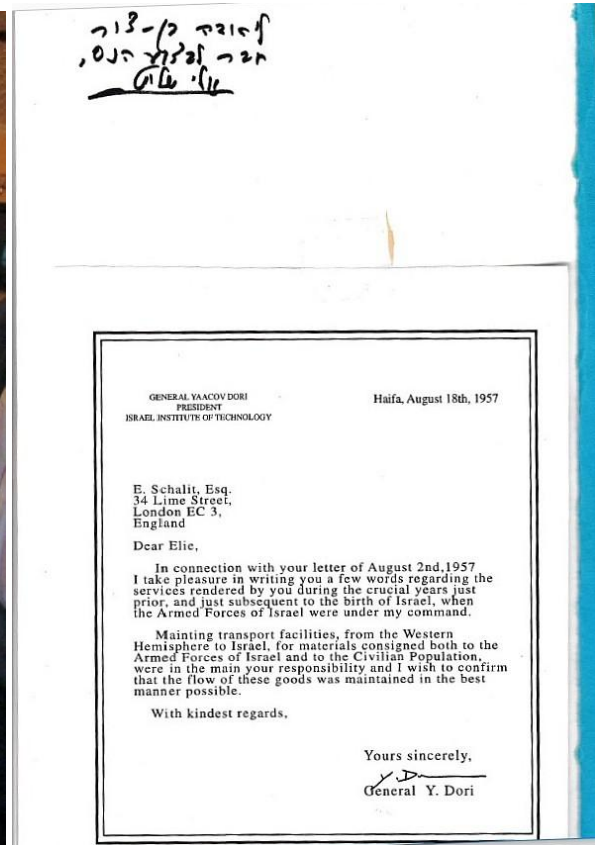 ליהודה בן-צור
חבר הנס,
אלי שליט
GENERAL YAACOV DORI
PRESIDENT
ISRAEL INSTITUTE OF TECHNOLOGY
Haifa, August 18th, 1957
E. Schalit, Esq.
34 Lime Street,
London EC 3,
England
Dear Elie,
In connection with your letter of August 2nd,1957
I take pleasure in writing you a few words regarding the
services rendered by you during the crucial years just
prior, and just subsequent to the birth of Israel, when
the Armed Forces of Israel were under my command.
Mainting transport facilities, from the Western
Hemisphere to Israel, for materials consigned both to the
Armed Forces of Israel and to the Civilian Population,
were in the main your responsibility and I wish to confirm
that the flow of these goods was maintained in the best
manner possible.
With kindest regards,
Yours sincerely,
General Y. Dori